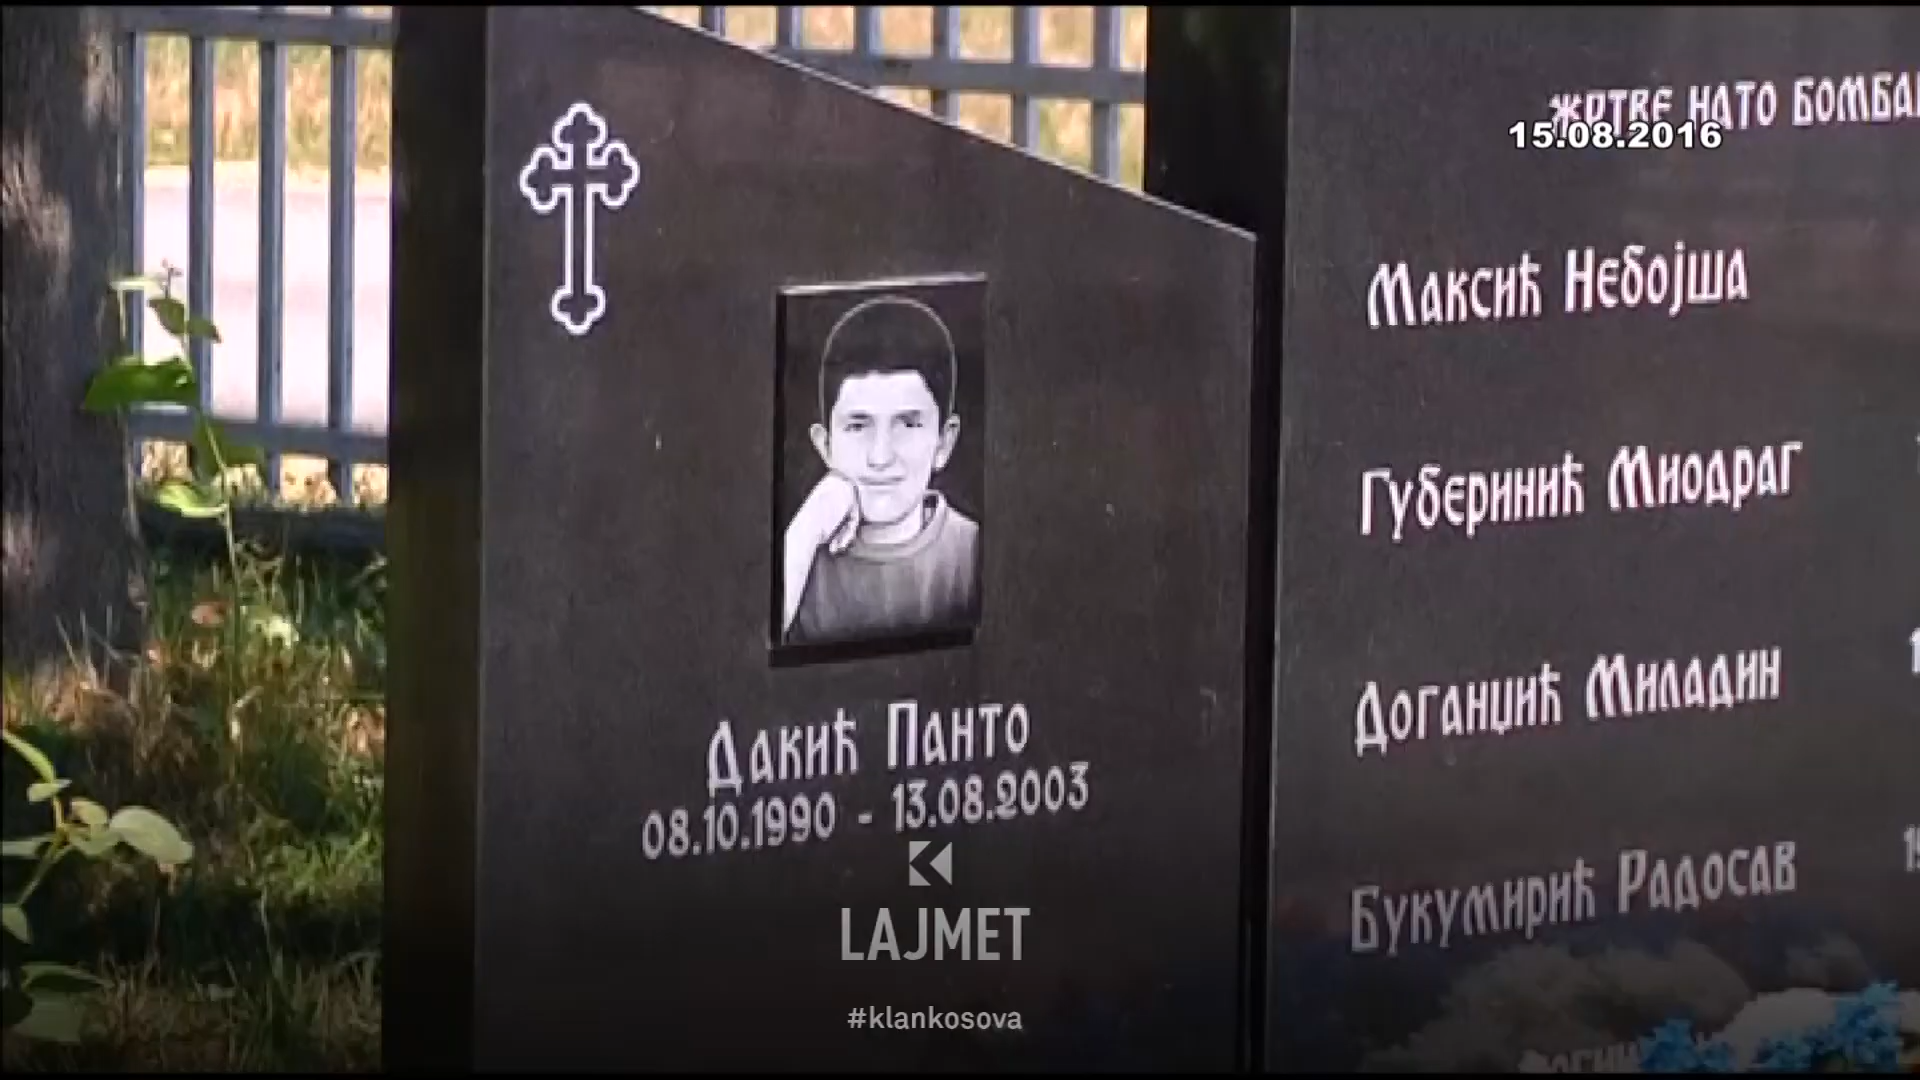 ЖРТВЕ НАТО
15.08.2016
Максић Небојша
Губеринић Миодраг
Доганџић Миладин
Букумирић Радосав
Дакић Панто
08.10.1990 - 13.08.2003
LAJMET
#klankosova